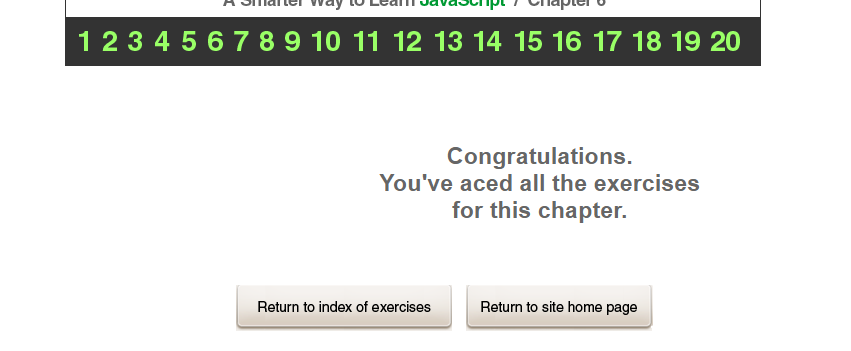 A Smarter Way to Learn JavaScript / Chapter 6
1 2 3 4 5 6 7 8 9 10 11 12 13 14 15 16 17 18 19 20
Congratulations.
You've aced all the exercises
for this chapter.
Return to index of exercises
Return to site home page